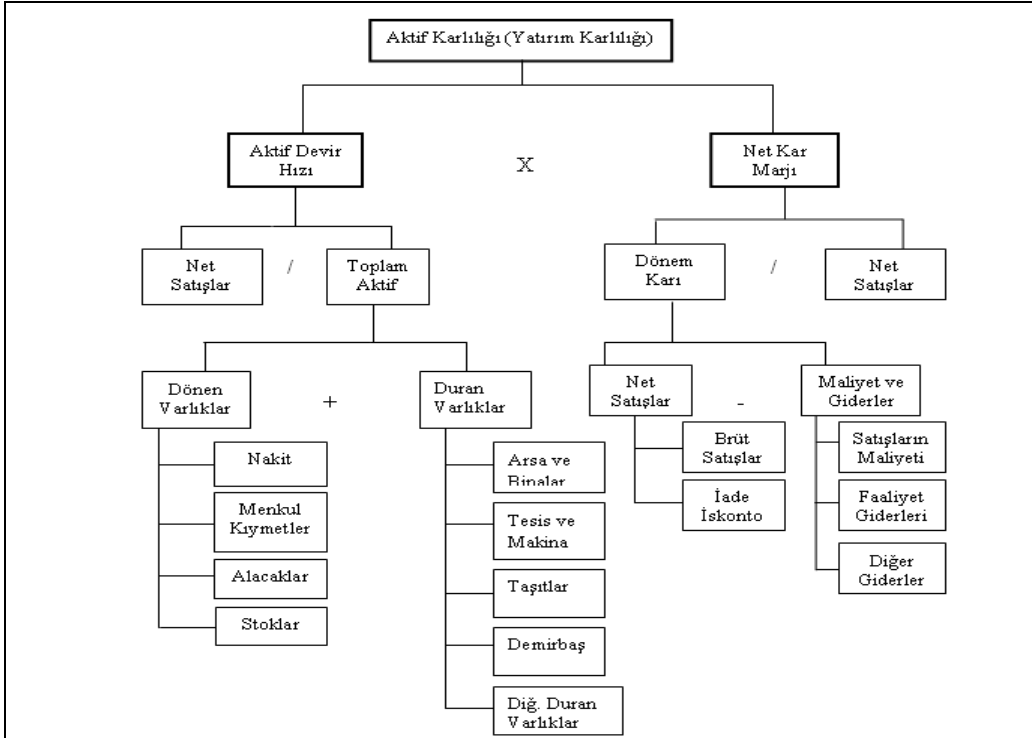 Aktif Karlılığı (Yatırım Karlılığı)
Aktif Devir
Hızı
X
Net Kar
Marjı
Net
Satışlar
/
Toplam
Aktif
Dönem
Karı
/
Net
Satışlar
Dönen
Varlıklar
+
Duran
Varlıklar
Net
Satışlar
-
Maliyet ve
Giderler
Nakit
Menkul
Kıymetler
Alacaklar
Stoklar
Arsa ve
Binalar
Tesis ve
Makina
Taşıtlar
Demirbaş
Diğ. Duran
Varlıklar
Brüt
Satışlar
İade
İskonto
Satışların
Maliyeti
Faaliyet
Giderleri
Diğer
Giderler